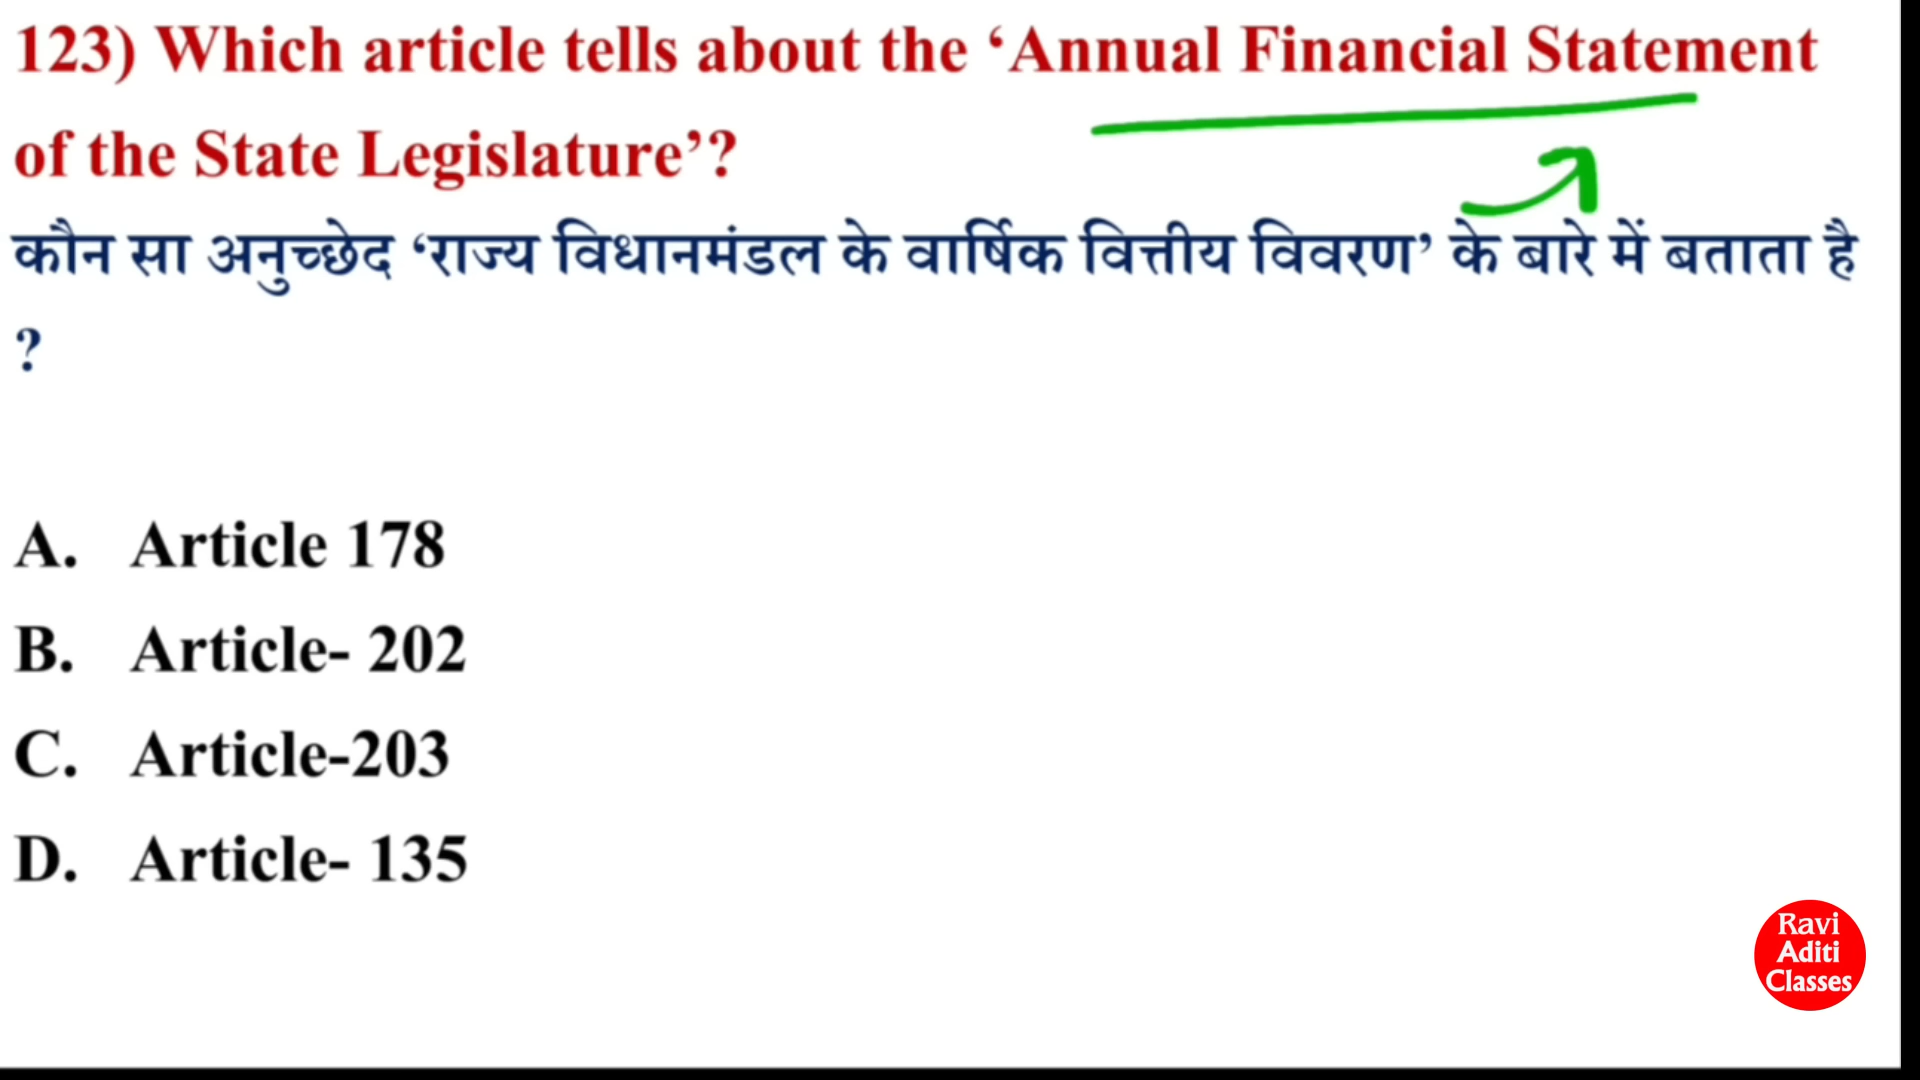 123) Which article tells about the ‘Annual Financial Statement
of the State Legislature’?
कौन सा अनुच्छेद ‘राज्य विधानमंडल के वार्षिक वित्तीय विवरण’ के बारे में बताता है
?
A. Article 178
B. Article- 202
C. Article-203
D. Article- 135
Ravi
Aditi
Classes